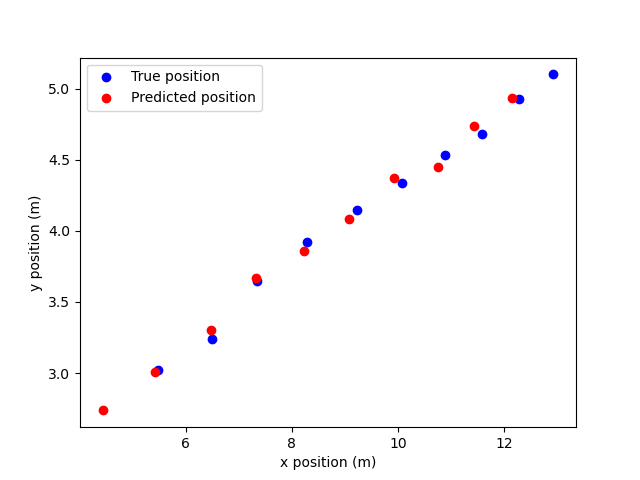 True position
Predicted position
5.0
4.5
4.0
3.5
3.0
y position (m)
6 8 10 12
x position (m)